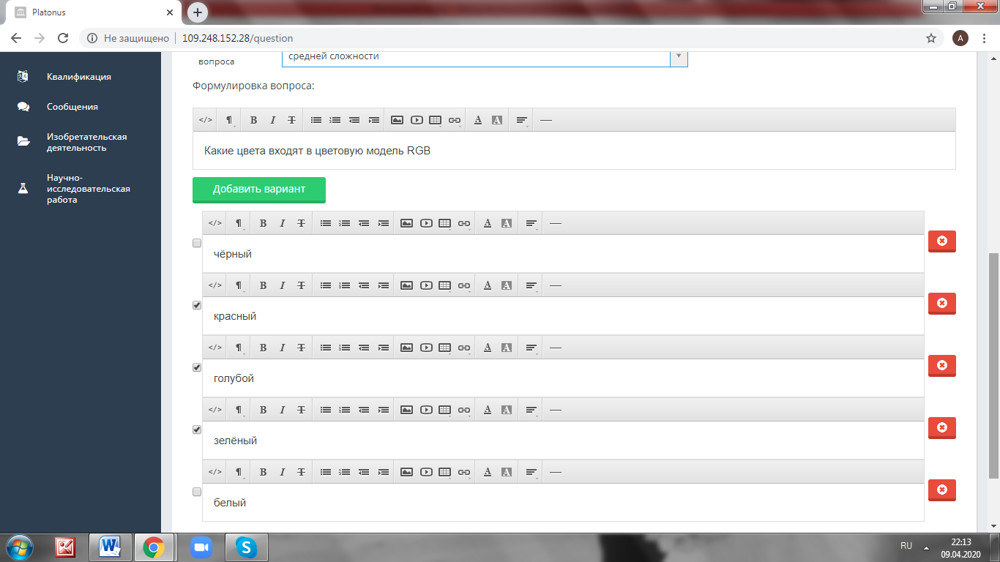 Platonus
Не защищено
109.248.152.28/question
A
Квалификация
Сообщения
Изобретательская
деятельность
Научно-
исследовательская
работа
вопроса
средней сложности
Формулировка вопроса:
Какие цвета входят в цветовую модель RGB
Добавить вариант
чёрный
красный
голубой
зелёный
белый
RU
22:13
09.04.2020